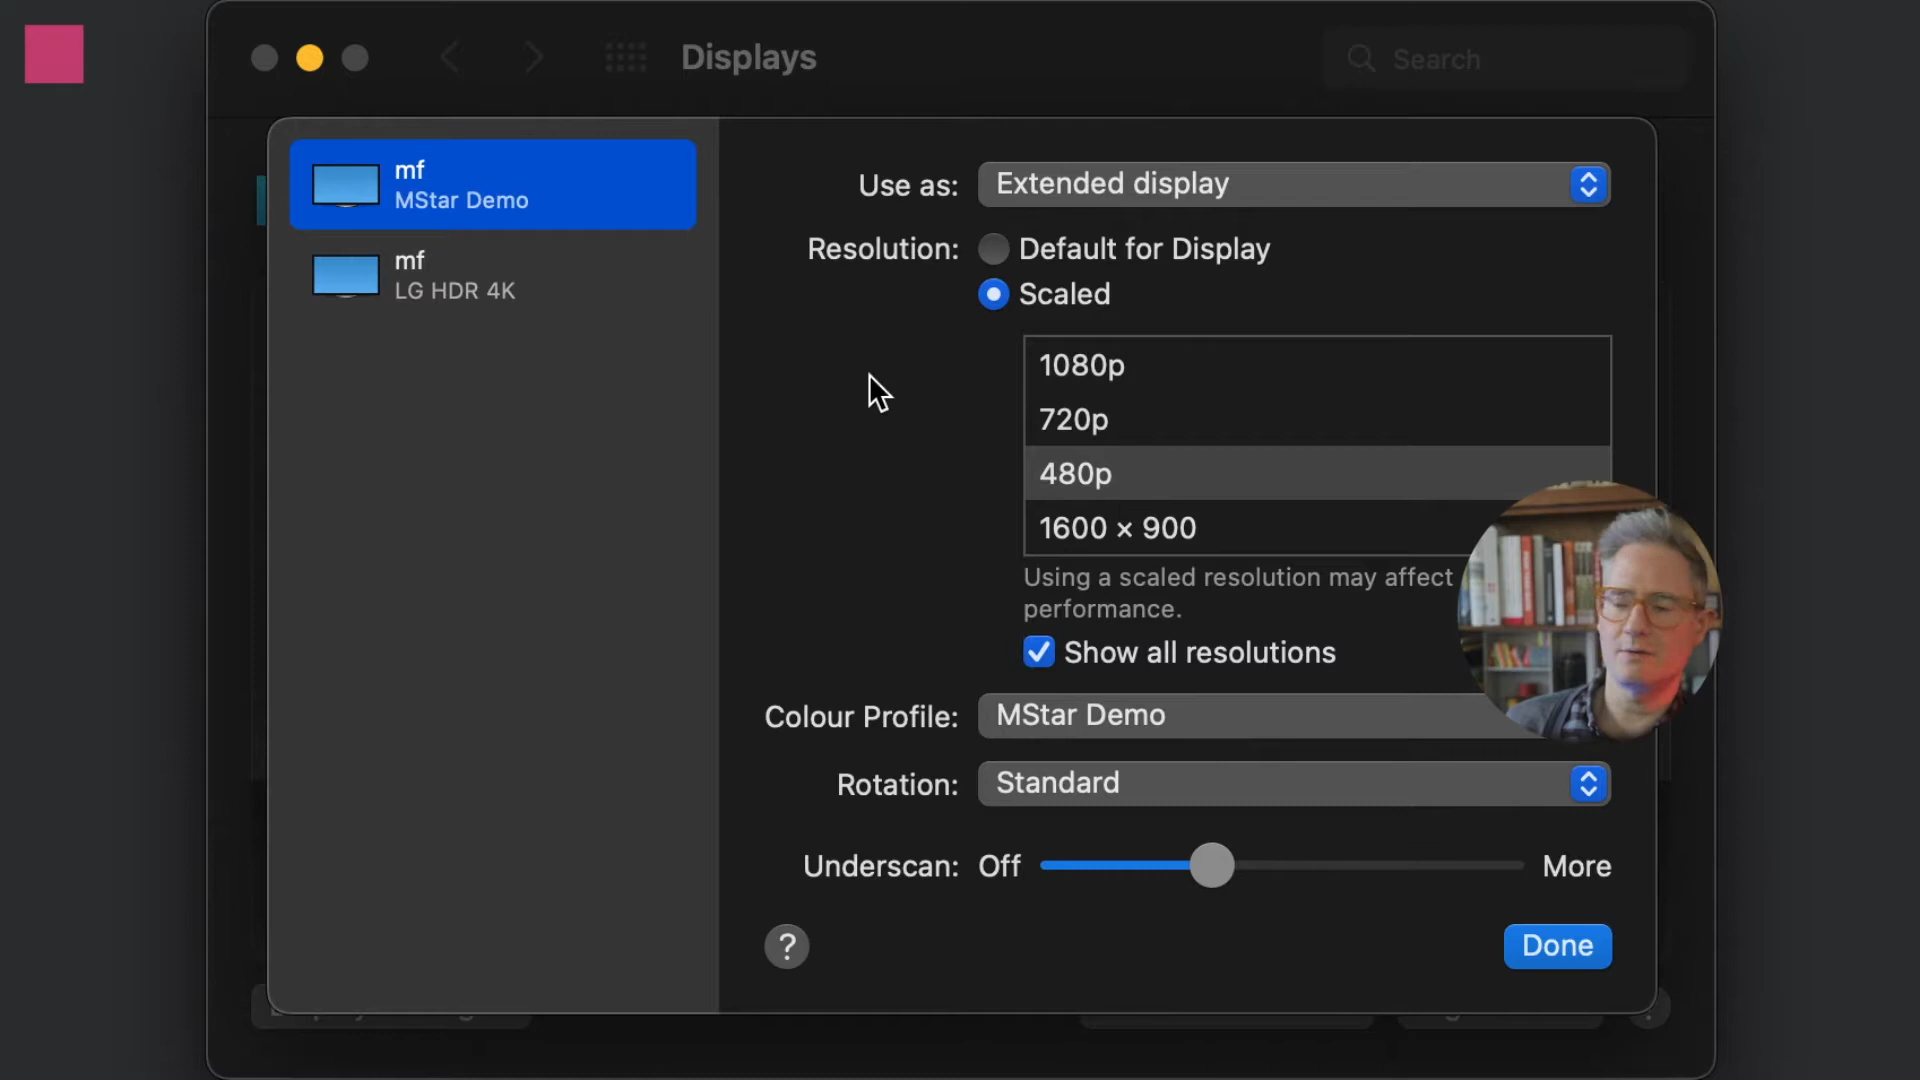 Displays
Search
mf
MStar Demo
mf
LG HDR 4K
Use as: Extended display
Resolution: Default for Display
Scaled
1080p
720p
480p
1600 × 900
Using a scaled resolution may affect
performance.
Show all resolutions
Colour Profile: MStar Demo
Rotation: Standard
Underscan: Off More
?
Done